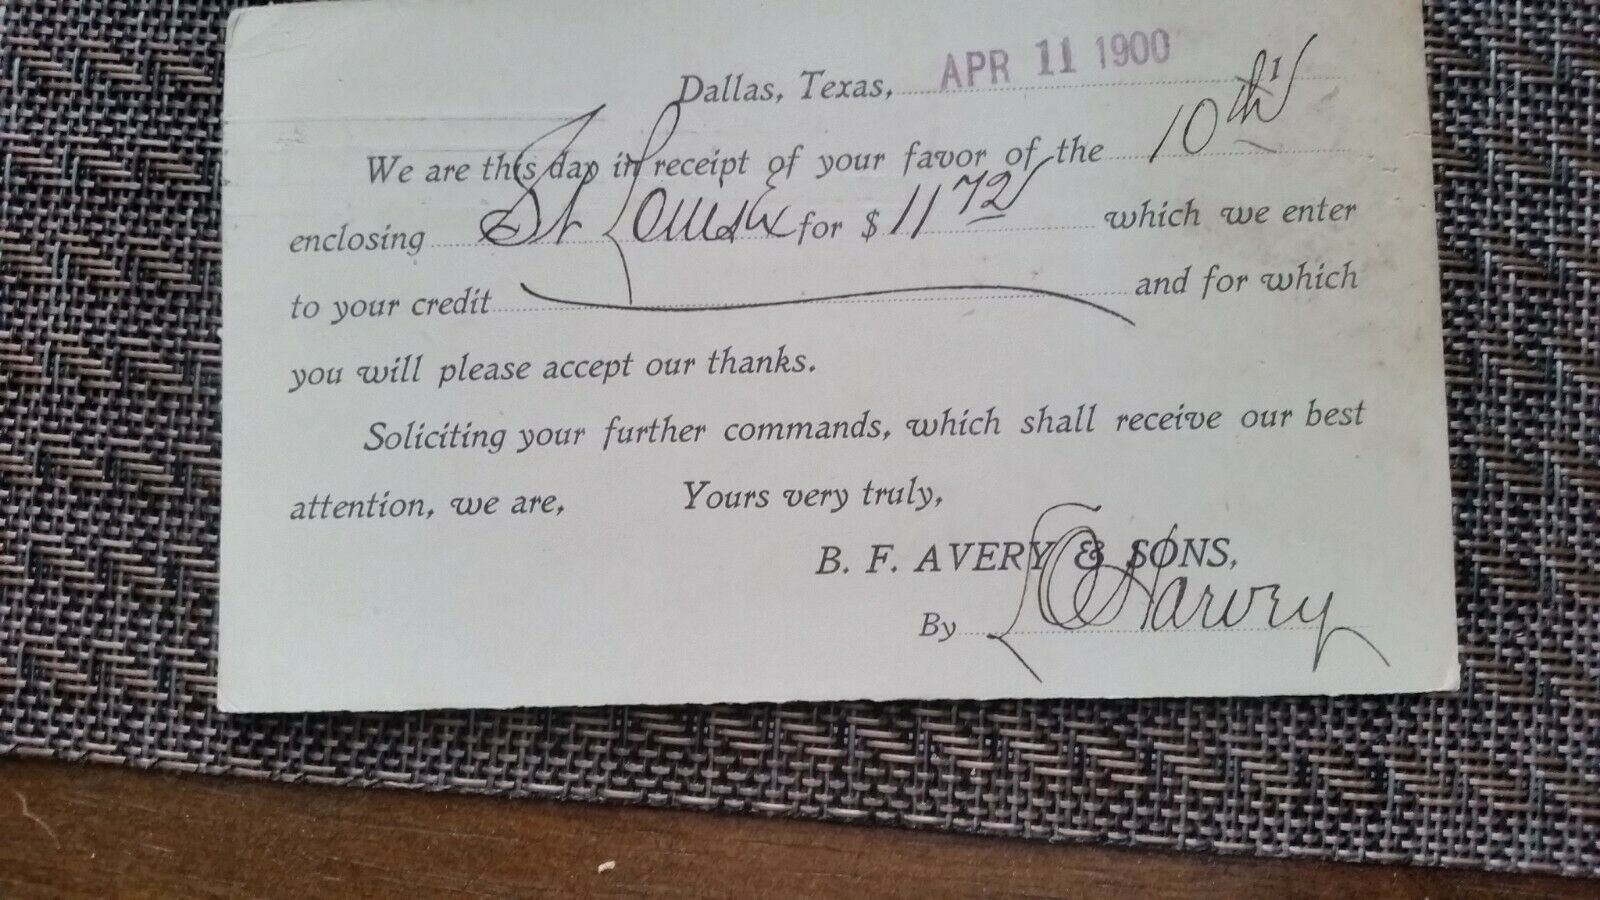 Dallas, Texas, APR 11 1900
We are this day in receipt of your favor of the 10th
enclosing St Louis Ex for $ 11 72 which we enter
to your credit and for which
you will please accept our thanks.
Soliciting your further commands, which shall receive our best
attention, we are, Yours very truly,
B. F. AVERY & SONS,
By Harvey